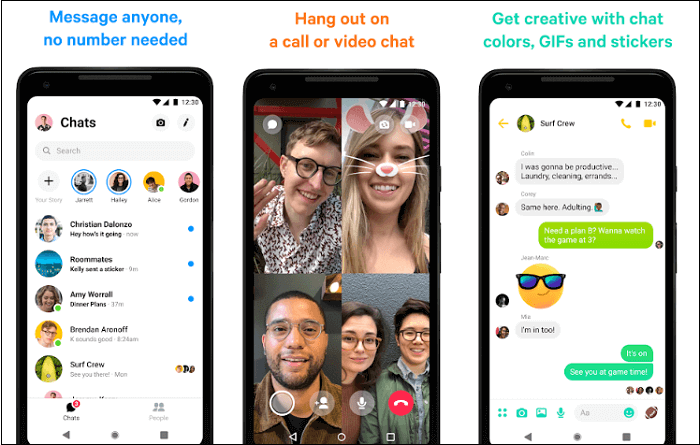 Message anyone,
no number needed
12:30
Chats
Search
Your Story
Jarrett
Hailey
Alice
Gordon
Christian Dalonzo
Hey how's it going · now
Roommates
Kelly sent a sticker · 9m
Amy Worrall
Dinner Plans · 37m
Brendan Aronoff
K sounds good · 8:24am
Surf Crew
See you there! · Mon
3
Chats
People
Hang out on
a call or video chat
12:30
Get creative with chat
colors, GIFs and stickers
12:30
Surf Crew
Colin
I was gonna be productive...
Laundry, cleaning, errands...
Corey
Same here. Adulting.
Need a plan B? Wanna watch
the game at 3?
Jean-Marc
Mia
I'm in too!
It's on
See you at game time!
Aa